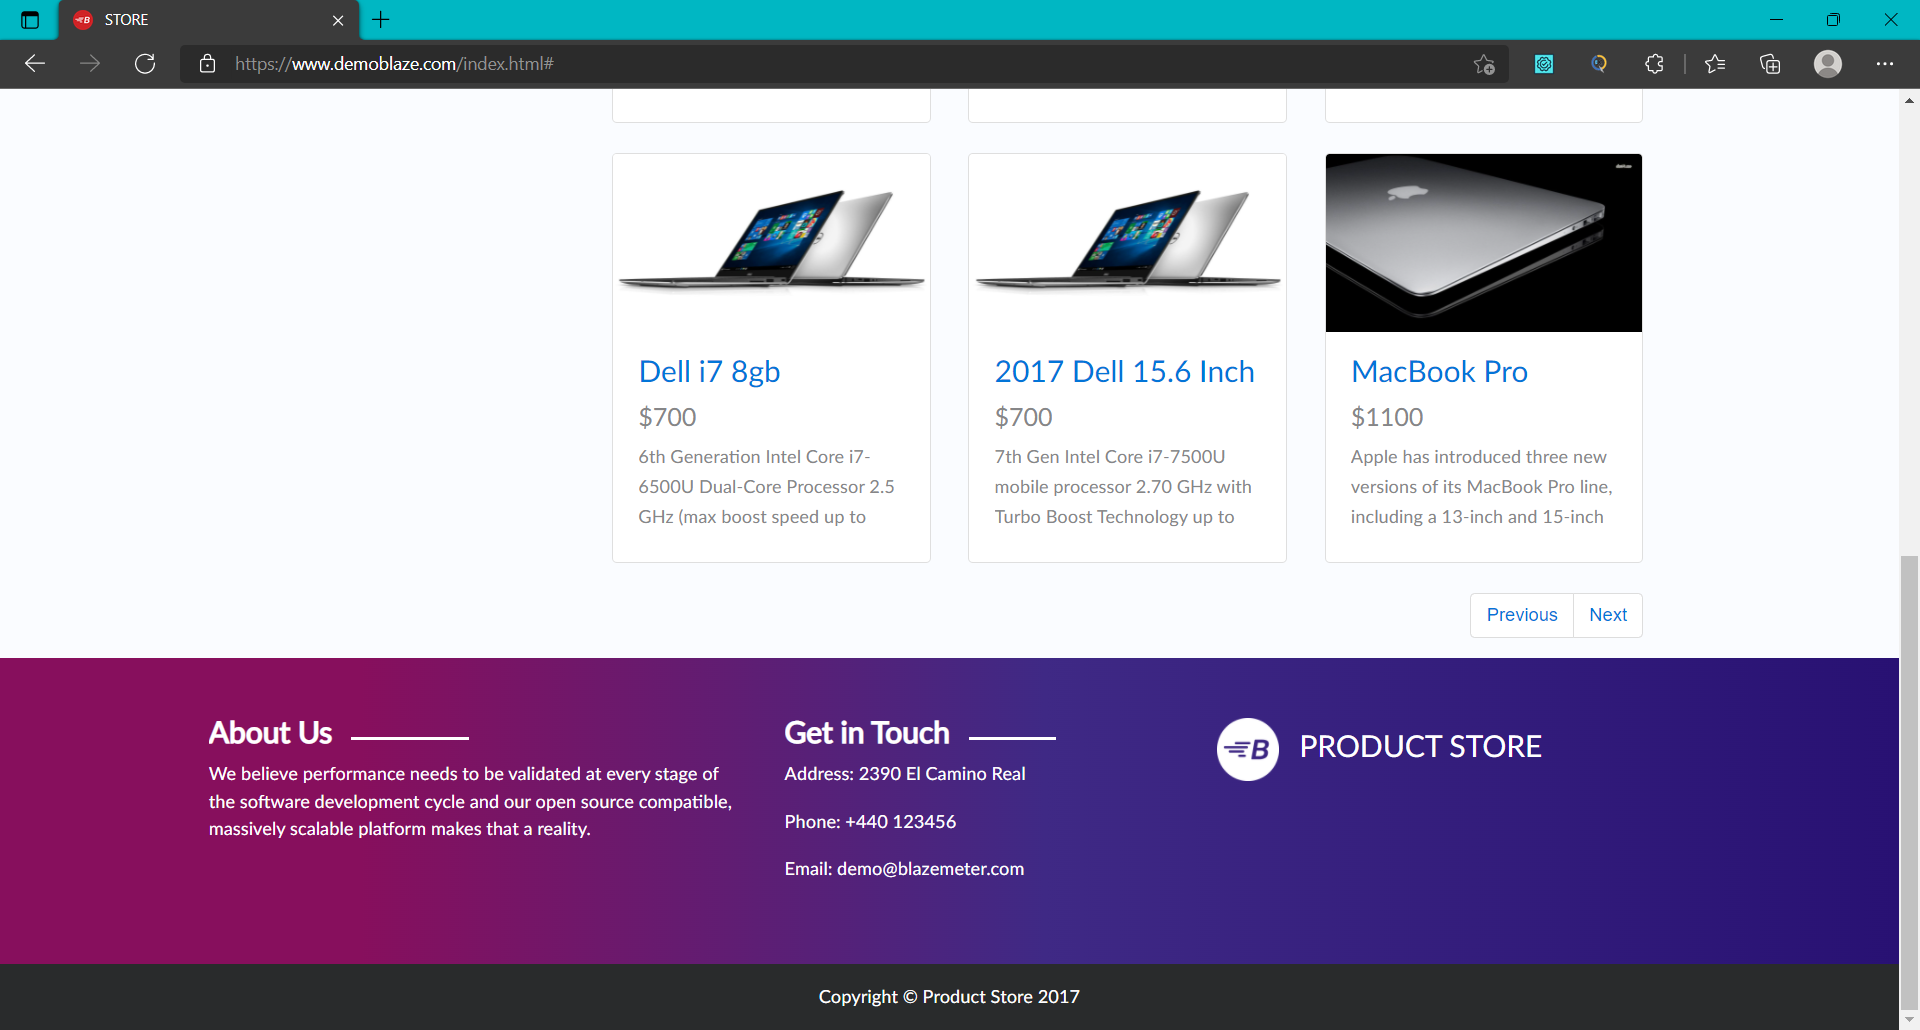 STORE
https://www.demoblaze.com/index.html#
Dell i7 8gb
$700
6th Generation Intel Core i7-
6500U Dual-Core Processor 2.5
GHz (max boost speed up to
2017 Dell 15.6 Inch
$700
7th Gen Intel Core i7-7500U
mobile processor 2.70 GHz with
Turbo Boost Technology up to
MacBook Pro
$1100
Apple has introduced three new
versions of its MacBook Pro line,
including a 13-inch and 15-inch
Previous
Next
About Us
We believe performance needs to be validated at every stage of
the software development cycle and our open source compatible,
massively scalable platform makes that a reality.
Get in Touch
Address: 2390 El Camino Real
Phone: +440 123456
Email: demo@blazemeter.com
B
PRODUCT STORE
Copyright © Product Store 2017